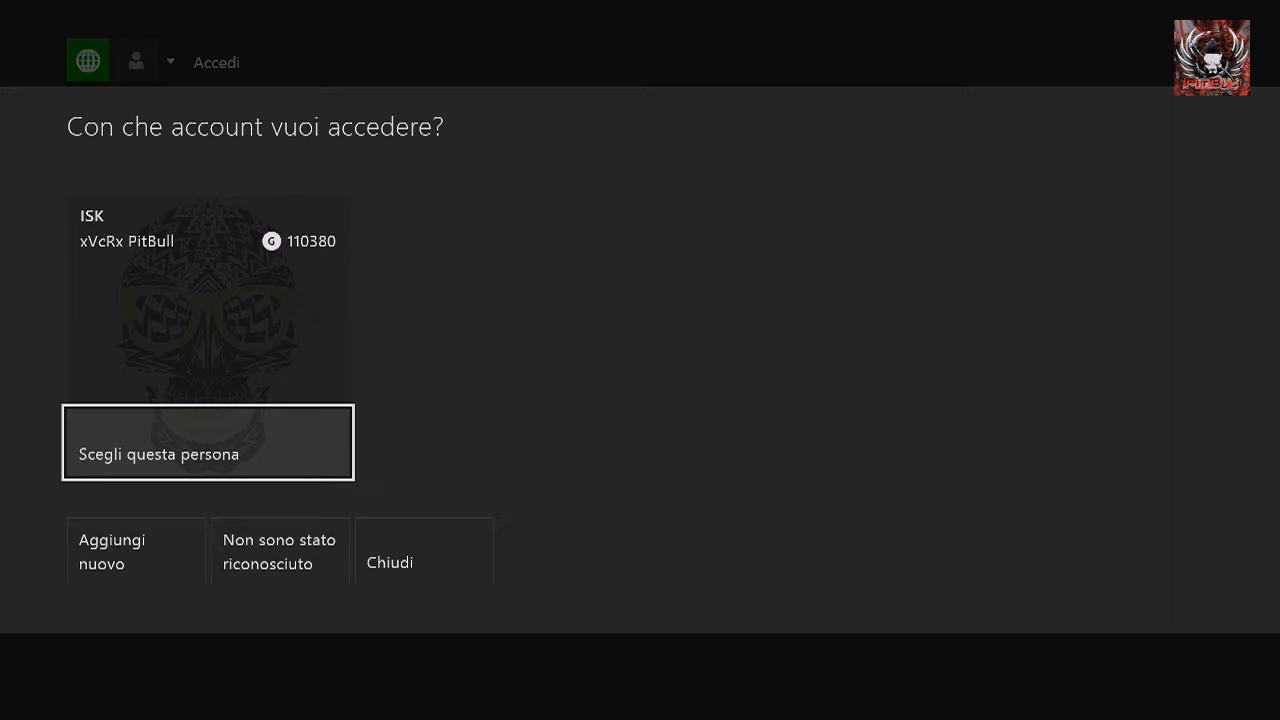 Accedi
Con che account vuoi accedere?
ISK
xVcRx PitBull G 110380
Scegli questa persona
Aggiungi
nuovo
Non sono stato
riconosciuto
Chiudi